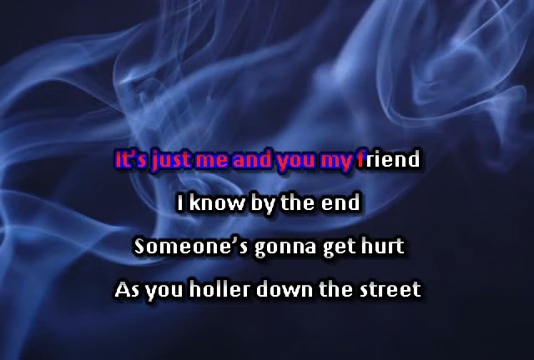 It's just me and you my friend
I know by the end
Someone's gonna get hurt
As you holler down the street